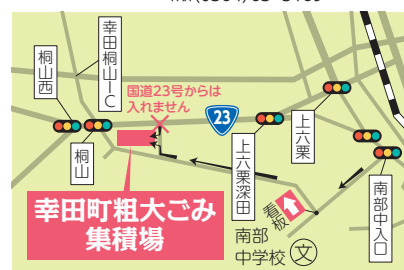 幸田桐山IC
桐山西
国道23号からは
入れません
23
桐山
上六栗深田
上六栗
南部中入口
幸田町粗大ごみ
集積場
看板
南部
中学校
文